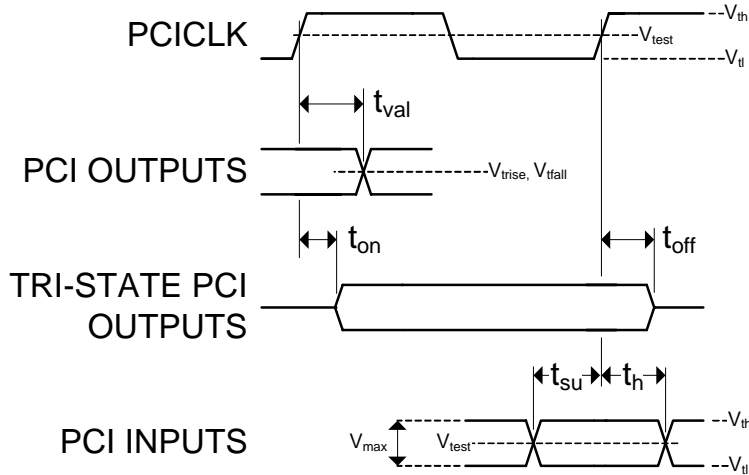 PCICLK
V_th
V_test
V_tl
t_val
PCI OUTPUTS
V_trise, V_tfall
t_on
t_off
TRI-STATE PCI
OUTPUTS
t_su
t_h
PCI INPUTS
V_max
V_test
V_th
V_tl